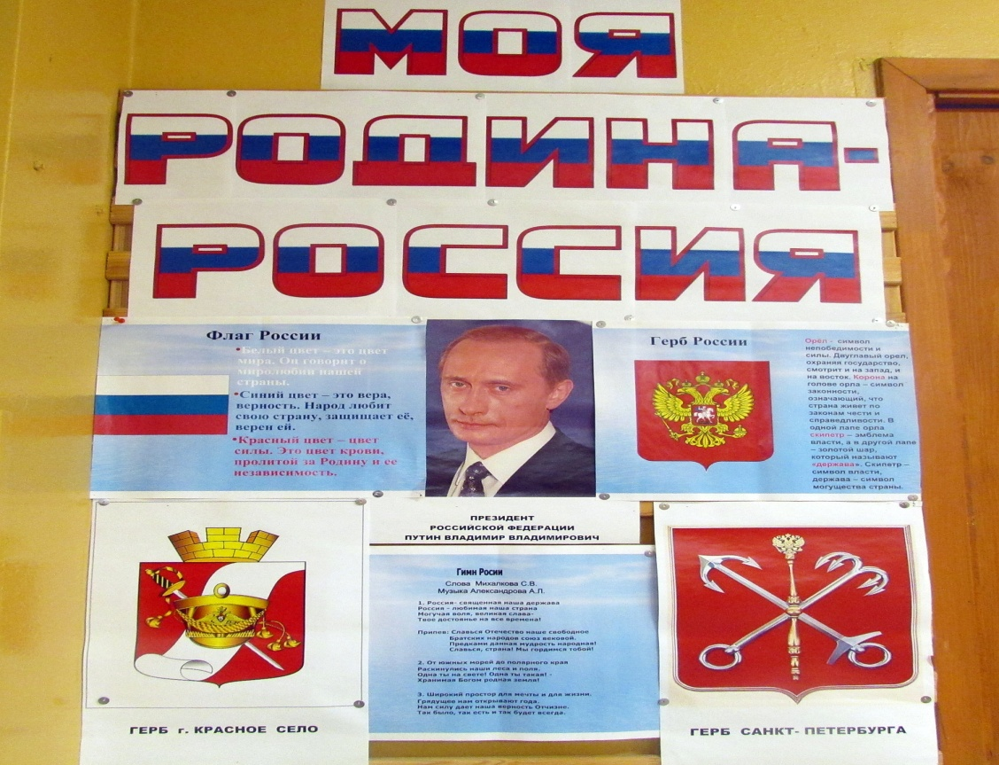 МОЯ
РОДИНА-
РОССИЯ
Флаг России
•Белый цвет – это цвет
мира. Он говорит о
миролюбии нашей
страны.
•Синий цвет – это вера,
верность. Народ любит
свою страну, защищает её,
верен ей.
•Красный цвет – цвет
силы. Это цвет крови,
пролитой за Родину и ее
независимость.
Герб России
Орёл – символ
непобедимости и
силы. Двуглавый орел,
охраняя государство,
смотрит и на запад, и
на восток. Корона на
голове орла – символ
законности,
означающий, что
страна живет по
законам чести и
справедливости. В
одной лапе орла
скипетр – эмблема
власти, а в другой лапе
– золотой шар,
который называют
«держава». Скипетр –
символ власти,
держава – символ
могущества страны.
ПРЕЗИДЕНТ
РОССИЙСКОЙ ФЕДЕРАЦИИ
ПУТИН ВЛАДИМИР ВЛАДИМИРОВИЧ
Гимн Росии
Слова Михалкова С.В.
Музыка Александрова А.Л.
1. Россия- священная наша держава
Россия – любимая наша страна
Могучая воля, великая слава-
Твое достоянье на все времена!
Припев: Славься Отечество наше свободное
Братских народов союз вековой.
Предками данная мудрость народная!
Славься, страна! Мы гордимся тобой!
2. От южных морей до полярного края
Раскинулись наши леса и поля.
Одна ты на свете! Одна ты такая! -
Хранимая Богом родная земля!
3. Широкий простор для мечты и для жизни.
Грядущее нам открывают года.
Нам силу дает наша верность Отчизне.
Так было, так есть и так будет всегда.
ГЕРБ г. КРАСНОЕ СЕЛО
ГЕРБ САНКТ- ПЕТЕРБУРГА